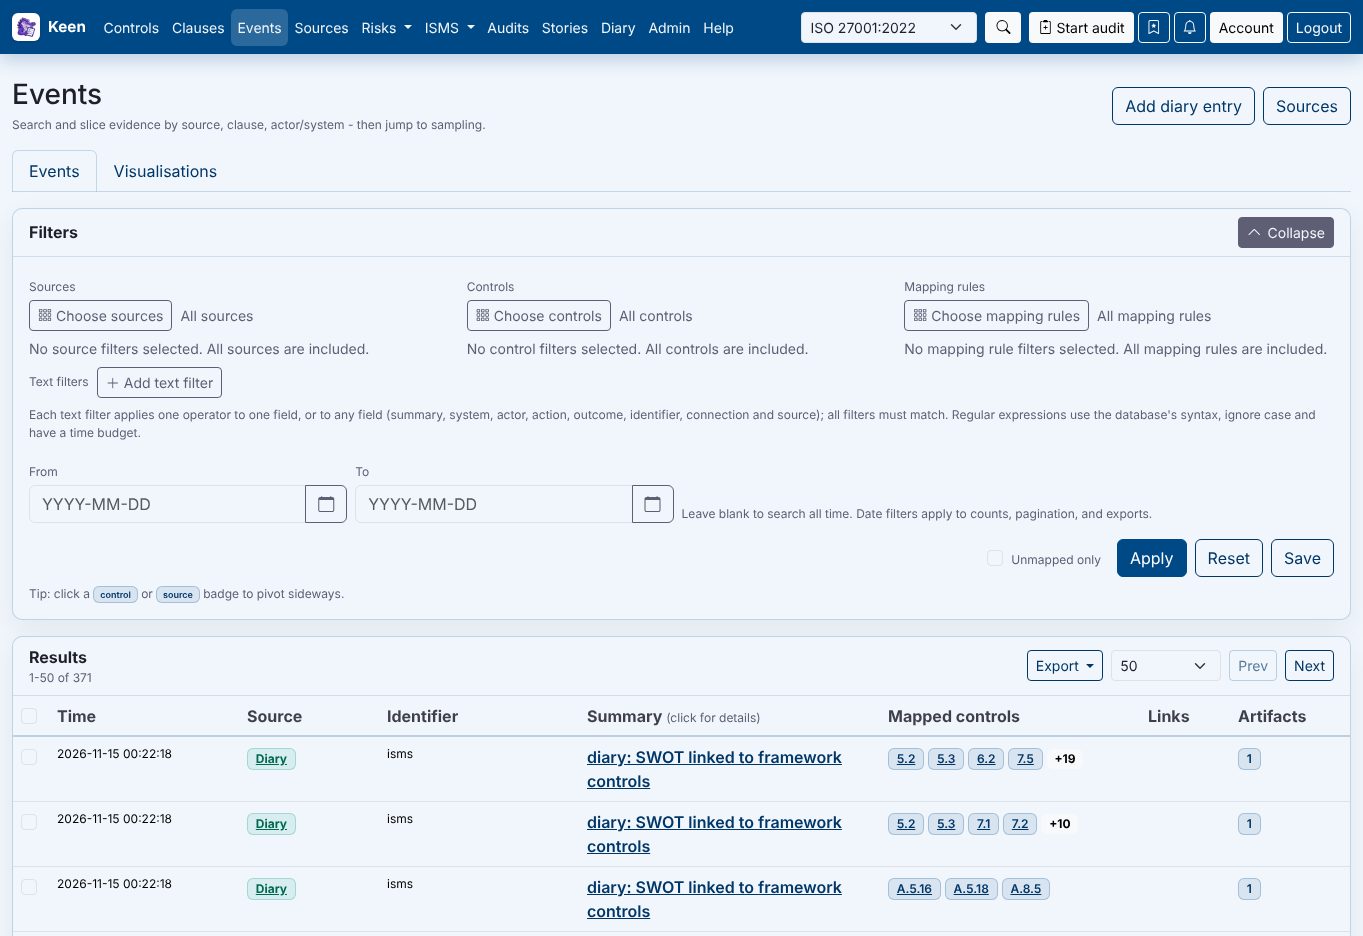 Keen Controls Clauses Events Sources Risks ISMS Audits Stories Diary Admin Help ISO 27001:2022 Start audit Account Logout
Events
Search and slice evidence by source, clause, actor/system - then jump to sampling.
Add diary entry Sources
Events Visualisations
Filters Collapse
Sources Controls Mapping rules
Choose sources All sources Choose controls All controls Choose mapping rules All mapping rules
No source filters selected. All sources are included. No control filters selected. All controls are included. No mapping rule filters selected. All mapping rules are included.
Text filters + Add text filter
Each text filter applies one operator to one field, or to any field (summary, system, actor, action, outcome, identifier, connection and source); all filters must match. Regular expressions use the database's syntax, ignore case and
have a time budget.
From To
YYYY-MM-DD YYYY-MM-DD Leave blank to search all time. Date filters apply to counts, pagination, and exports.
Unmapped only Apply Reset Save
Tip: click a control or source badge to pivot sideways.
Results
1-50 of 371
Export 50 Prev Next
Time Source Identifier Summary (click for details) Mapped controls Links Artifacts
2026-11-15 00:22:18 Diary isms diary: SWOT linked to framework 5.2 5.3 6.2 7.5 +19 1
controls
2026-11-15 00:22:18 Diary isms diary: SWOT linked to framework 5.2 5.3 7.1 7.2 +10 1
controls
2026-11-15 00:22:18 Diary isms diary: SWOT linked to framework A.5.16 A.5.18 A.8.5 1
controls